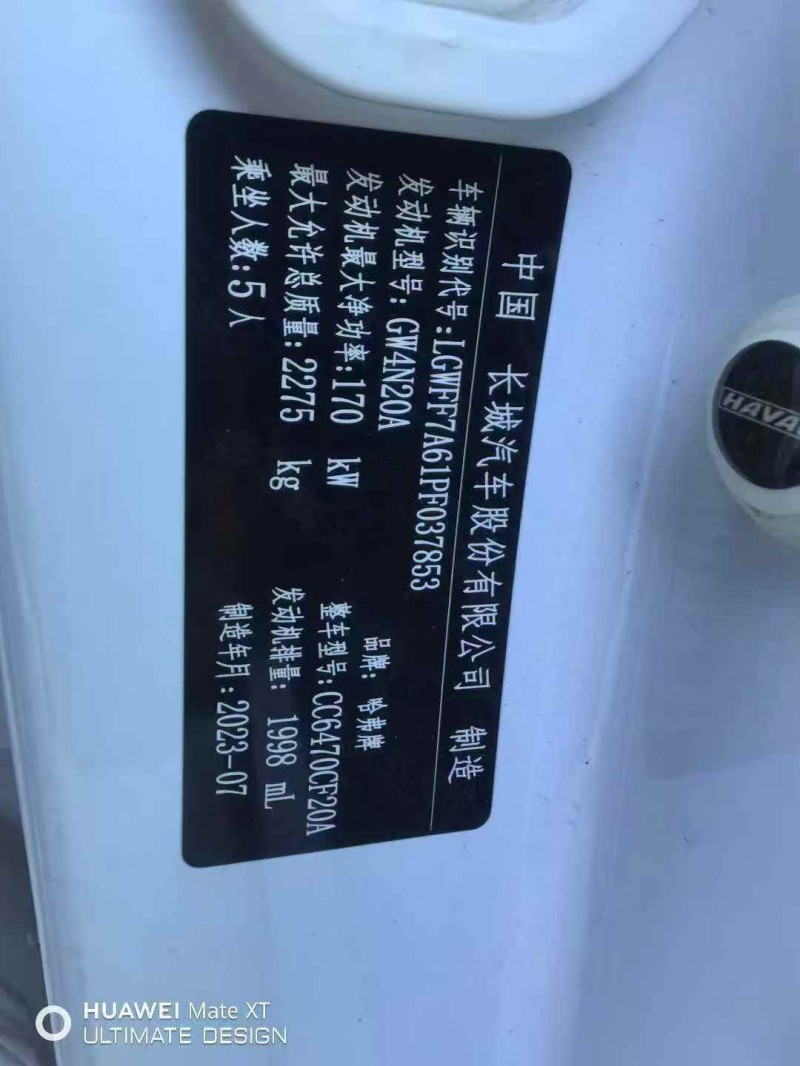 中国 长城汽车股份有限公司 制造
车辆识别代号:LGWFF7A61PF037853
发动机型号:GW4N20A
品牌: 哈弗牌
发动机最大净功率:170 kW
整车型号:CC6470CF20A
最大允许总质量:2275 kg
发动机排量: 1998 mL
乘坐人数:5人
制造年月:2023-07
HAVAL
HUAWEI Mate XT
ULTIMATE DESIGN